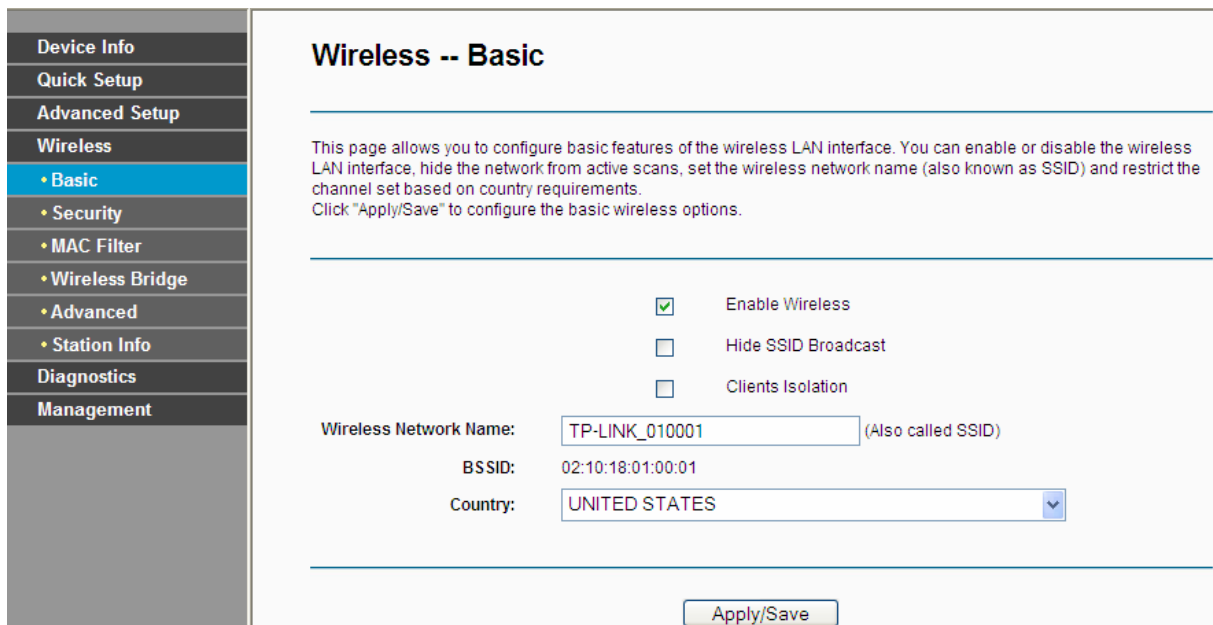 Device Info
Quick Setup
Advanced Setup
Wireless
• Basic
• Security
• MAC Filter
• Wireless Bridge
• Advanced
• Station Info
Diagnostics
Management
Wireless -- Basic
This page allows you to configure basic features of the wireless LAN interface. You can enable or disable the wireless
LAN interface, hide the network from active scans, set the wireless network name (also known as SSID) and restrict the
channel set based on country requirements.
Click "Apply/Save" to configure the basic wireless options.
Enable Wireless
Hide SSID Broadcast
Clients Isolation
Wireless Network Name: TP-LINK_010001 (Also called SSID)
BSSID: 02:10:18:01:00:01
Country: UNITED STATES
Apply/Save